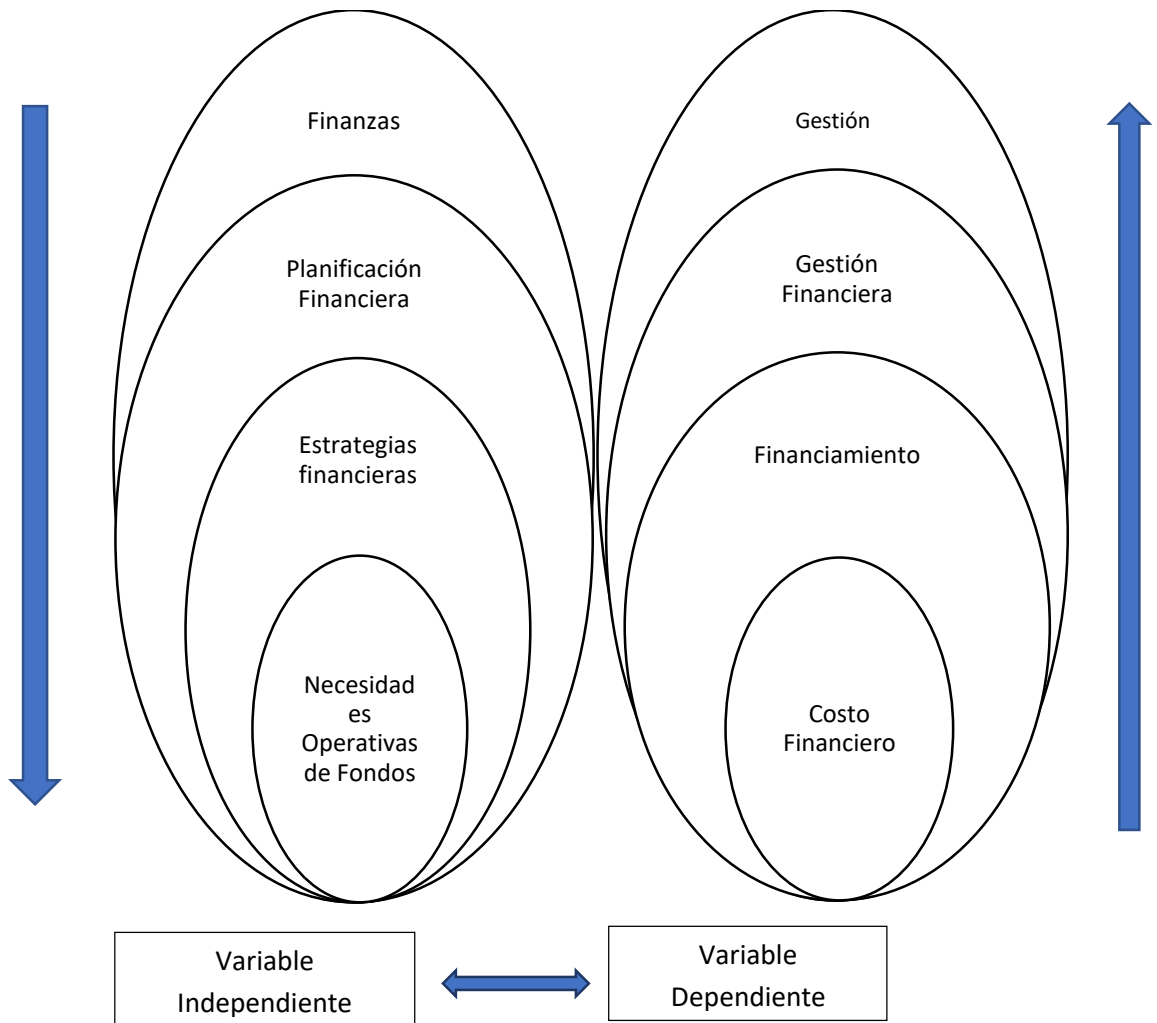 Finanzas
Planificación
Financiera
Estrategias
financieras
Necesidad
es
Operativas
de Fondos
Gestión
Gestión
Financiera
Financiamiento
Costo
Financiero
Variable
Independiente
Variable
Dependiente